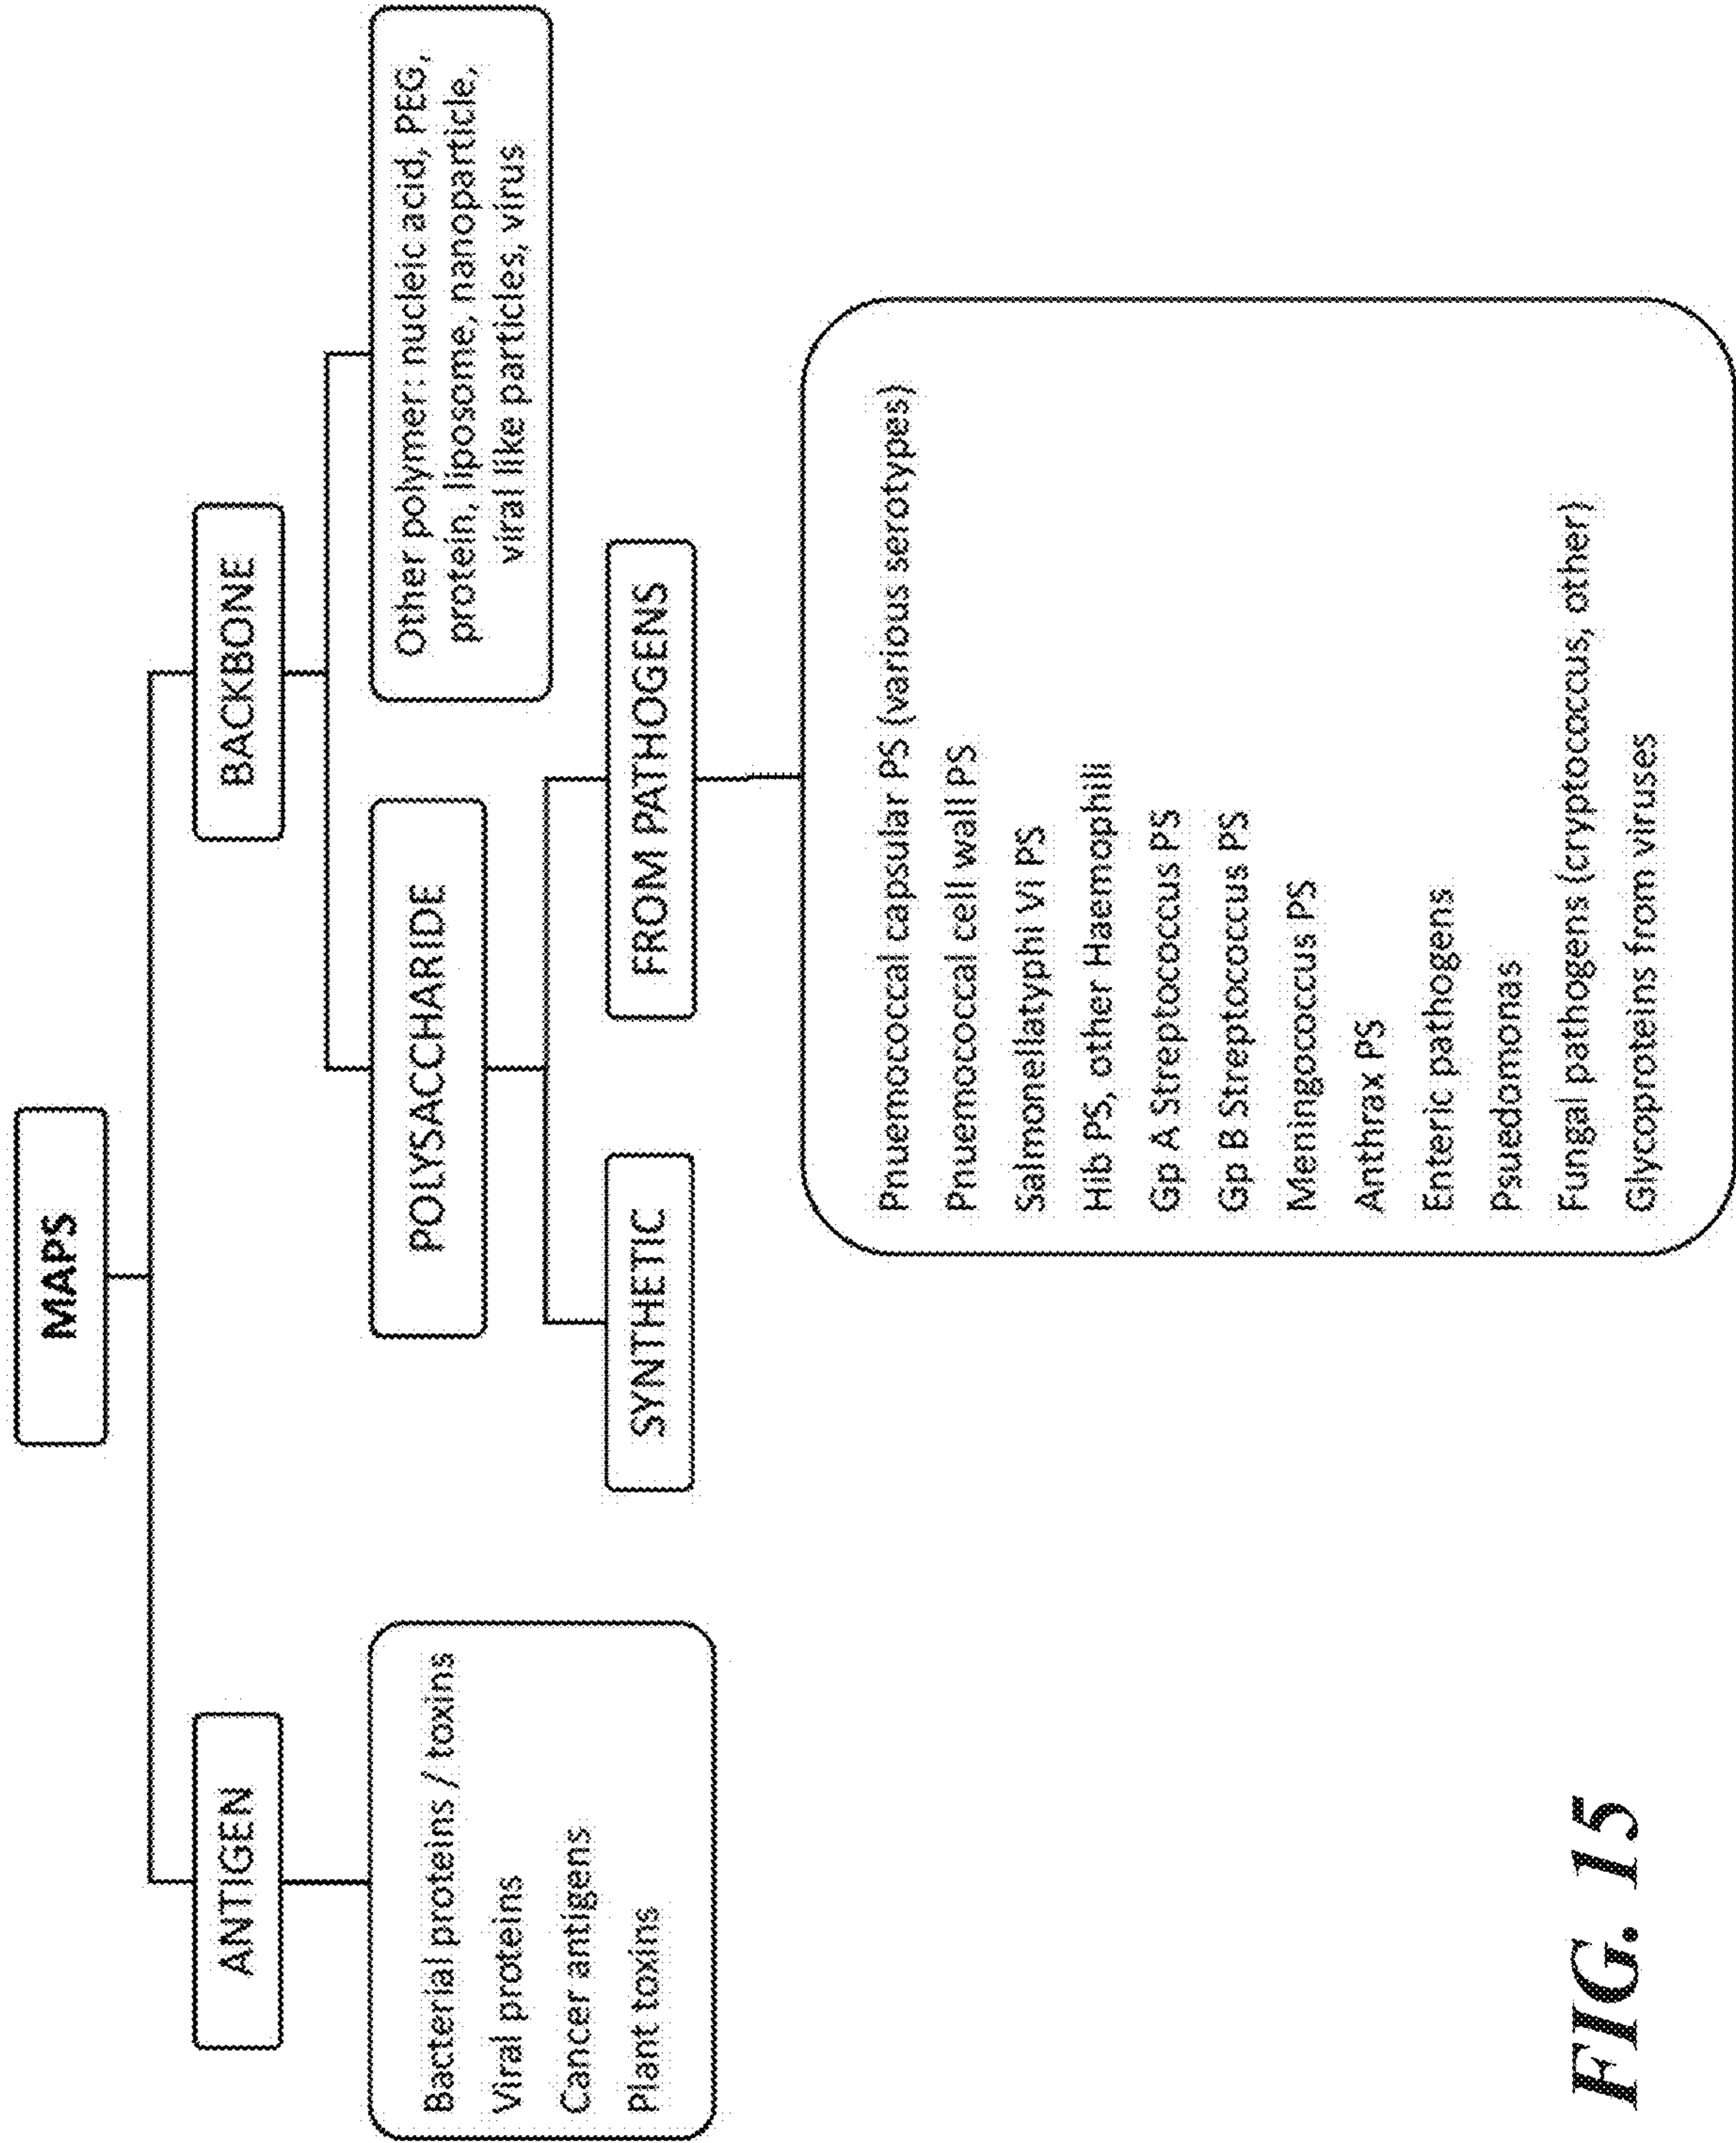 MAPS
ANTIGEN
BACKBONE
Bacterial proteins / toxins
Viral proteins
Cancer antigens
Plant toxins
POLYSACCHARIDE
Other polymer: nucleic acid, PEG,
protein, liposome, nanoparticle,
viral like particles, virus
SYNTHETIC
FROM PATHOGENS
Pnuemococcal capsular PS (various serotypes)
Pnuemococcal cell wall PS
Salmonellatyphi Vi PS
Hib PS, other Haemophili
Gp A Streptococcus PS
Gp B Streptococcus PS
Meningococcus PS
Anthrax PS
Enteric pathogens
Psuedomonas
Fungal pathogens (cryptococcus, other)
Glycoproteins from viruses
FIG. 15